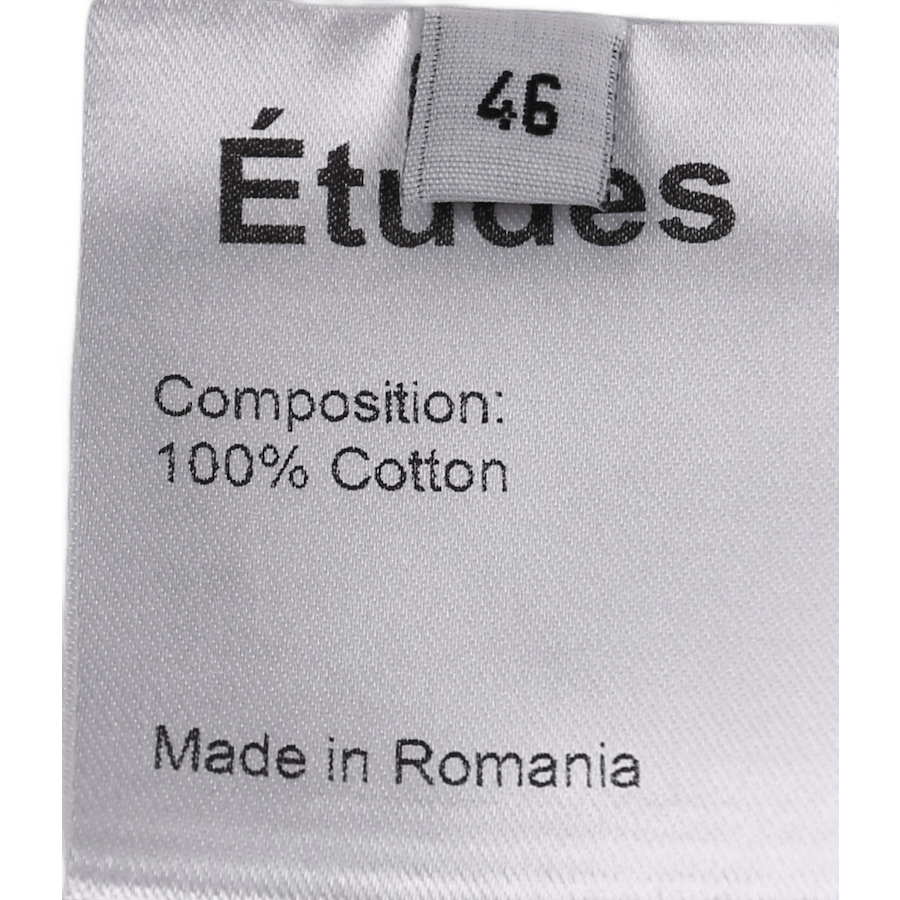 46
Études
Composition:
100% Cotton
Made in Romania